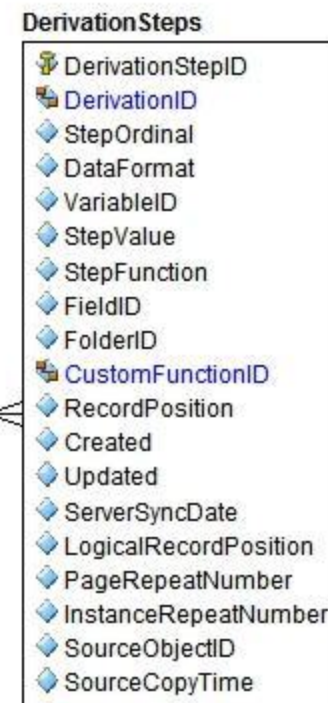 DerivationSteps
DerivationStepID
DerivationID
StepOrdinal
DataFormat
VariableID
StepValue
StepFunction
FieldID
FolderID
CustomFunctionID
RecordPosition
Created
Updated
ServerSyncDate
LogicalRecordPosition
PageRepeatNumber
InstanceRepeatNumber
SourceObjectID
SourceCopyTime